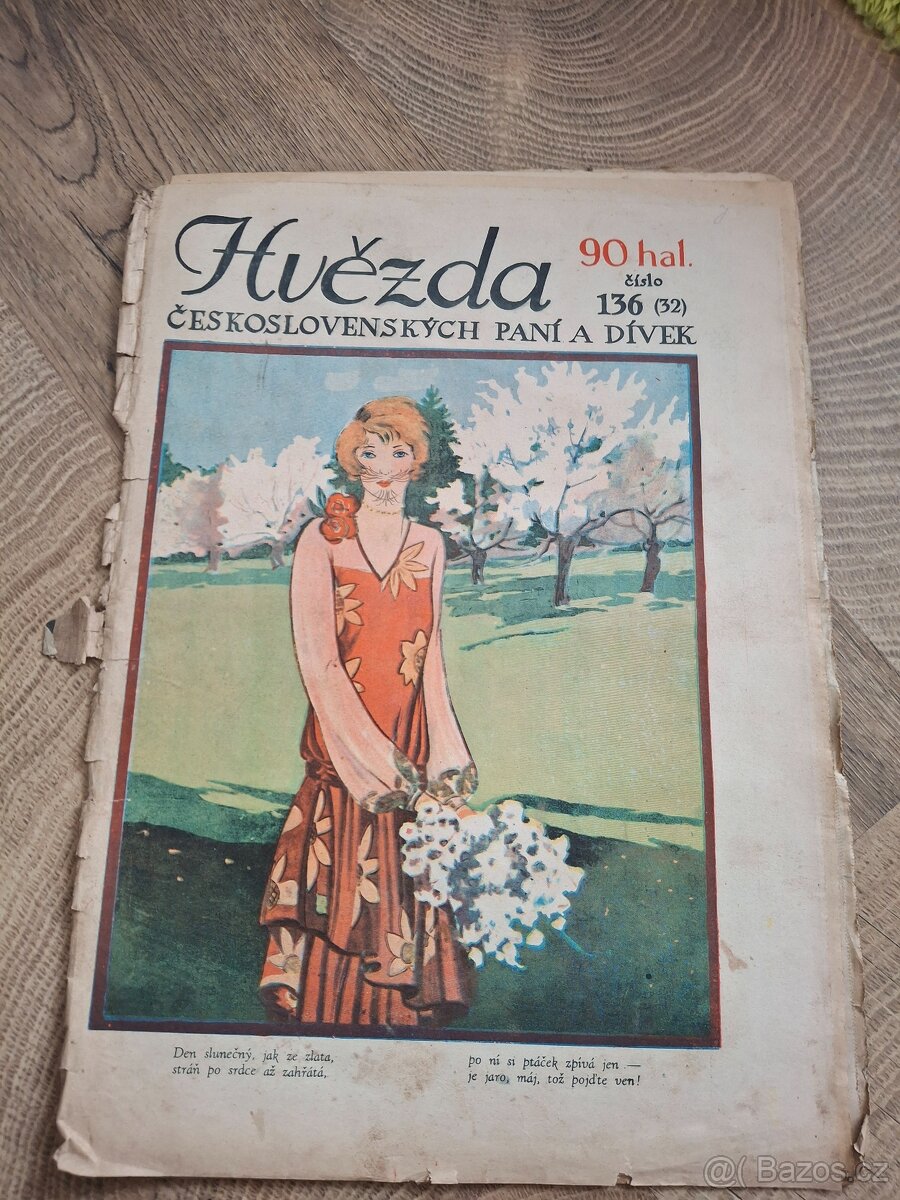 Hvězda
90 hal.
číslo
136 (32)
ČESKOSLOVENSKÝCH PANÍ A DÍVEK
Den slunečný, jak ze zlata,
stráň po srdce až zahřátá,
po ní si ptáček zpívá jen —
je jaro, máj, tož pojďte ven!
@( Bazos.cz